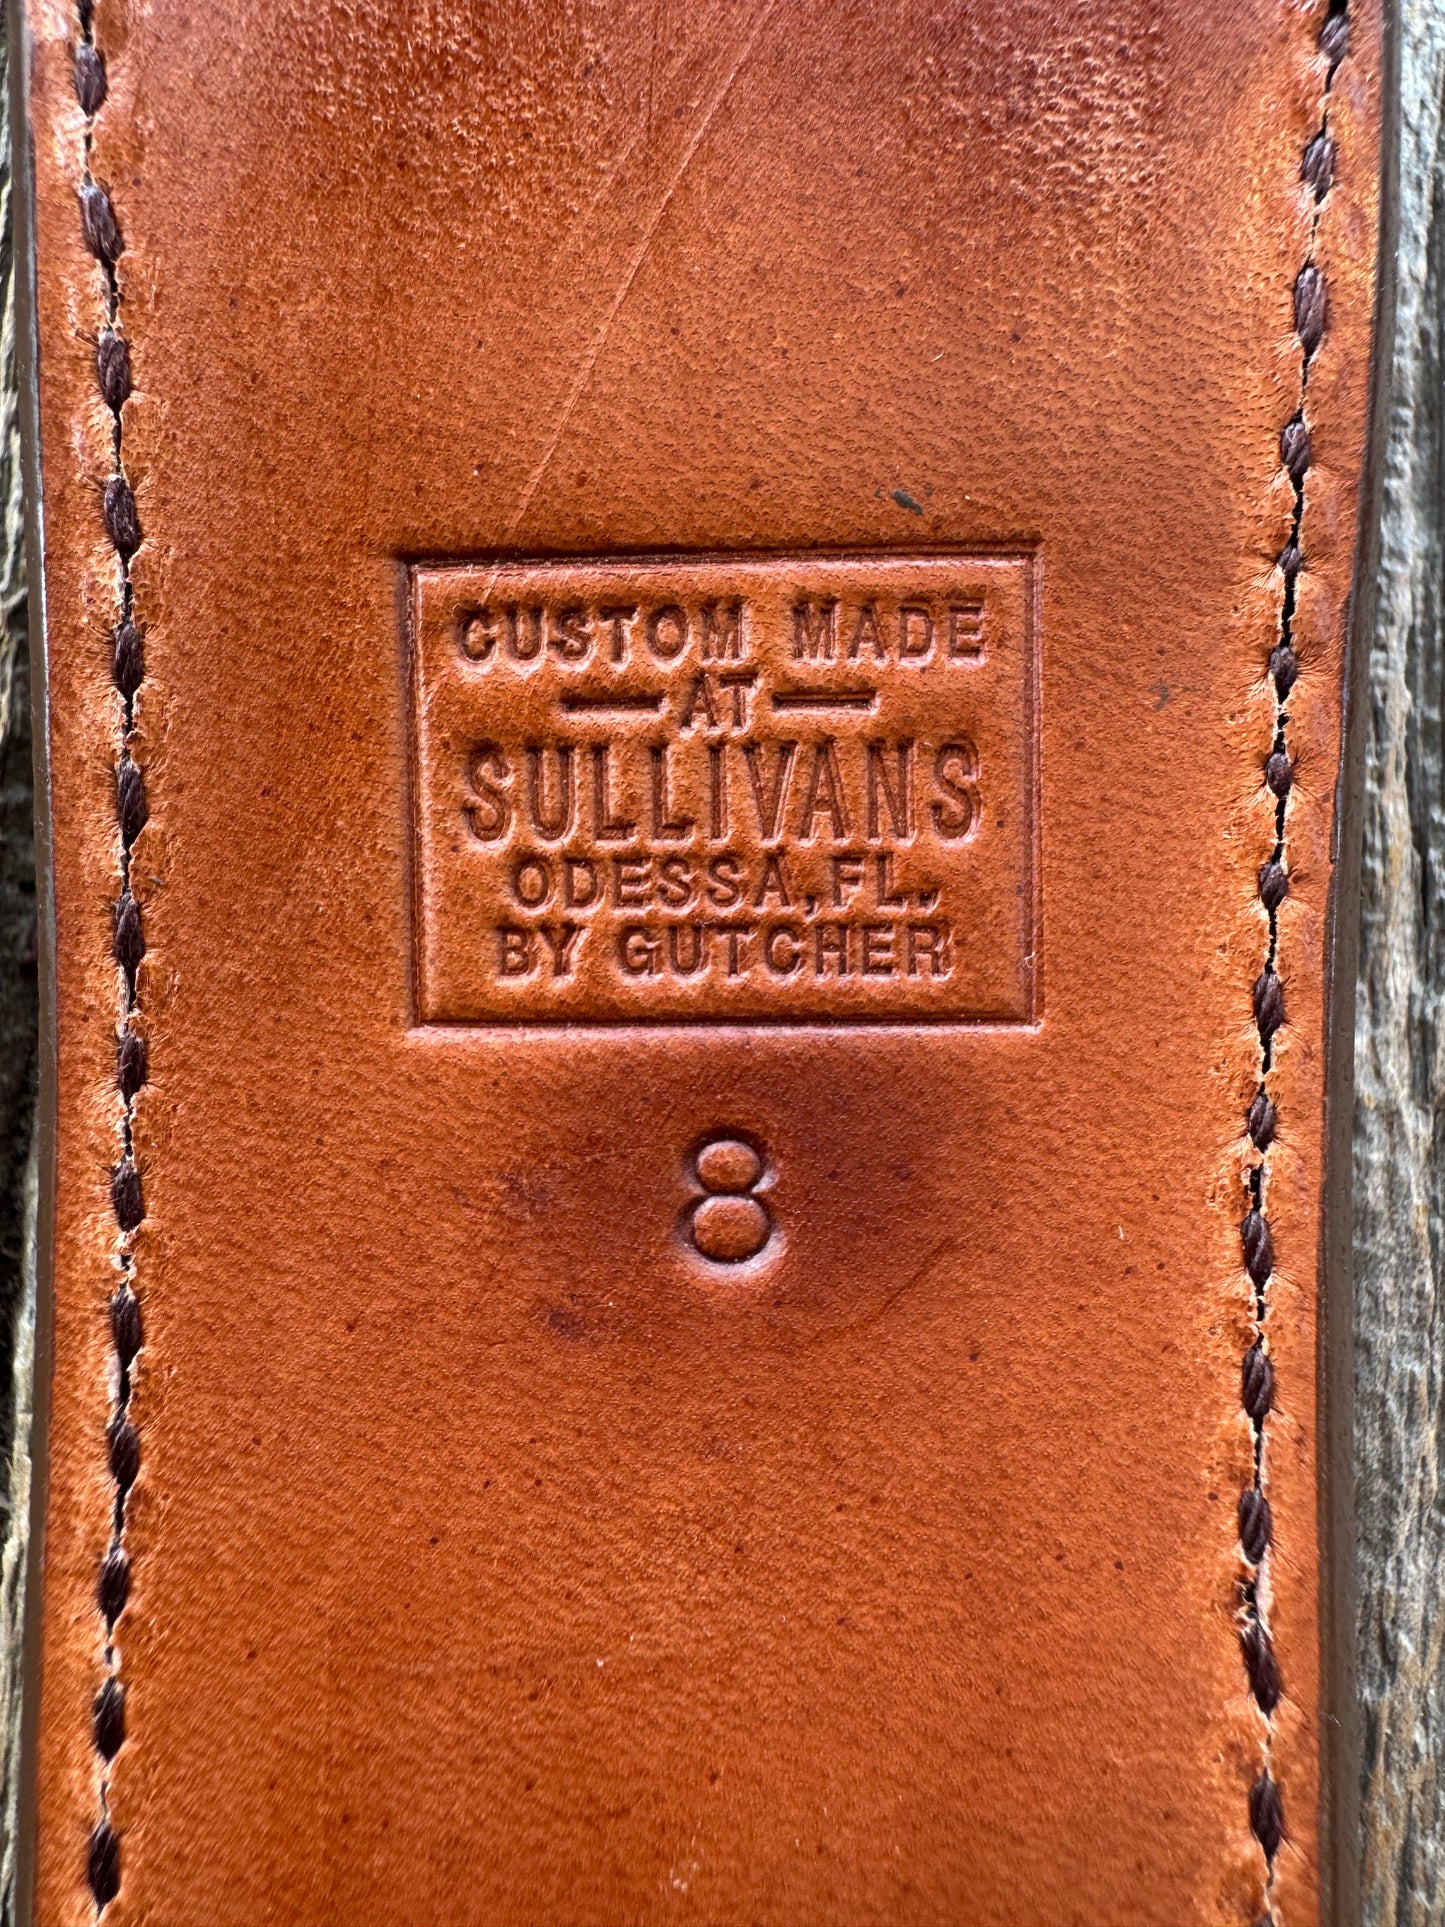 CUSTOM MADE
— AT —
SULLIVANS
ODESSA, FL.
BY GUTCHER
8